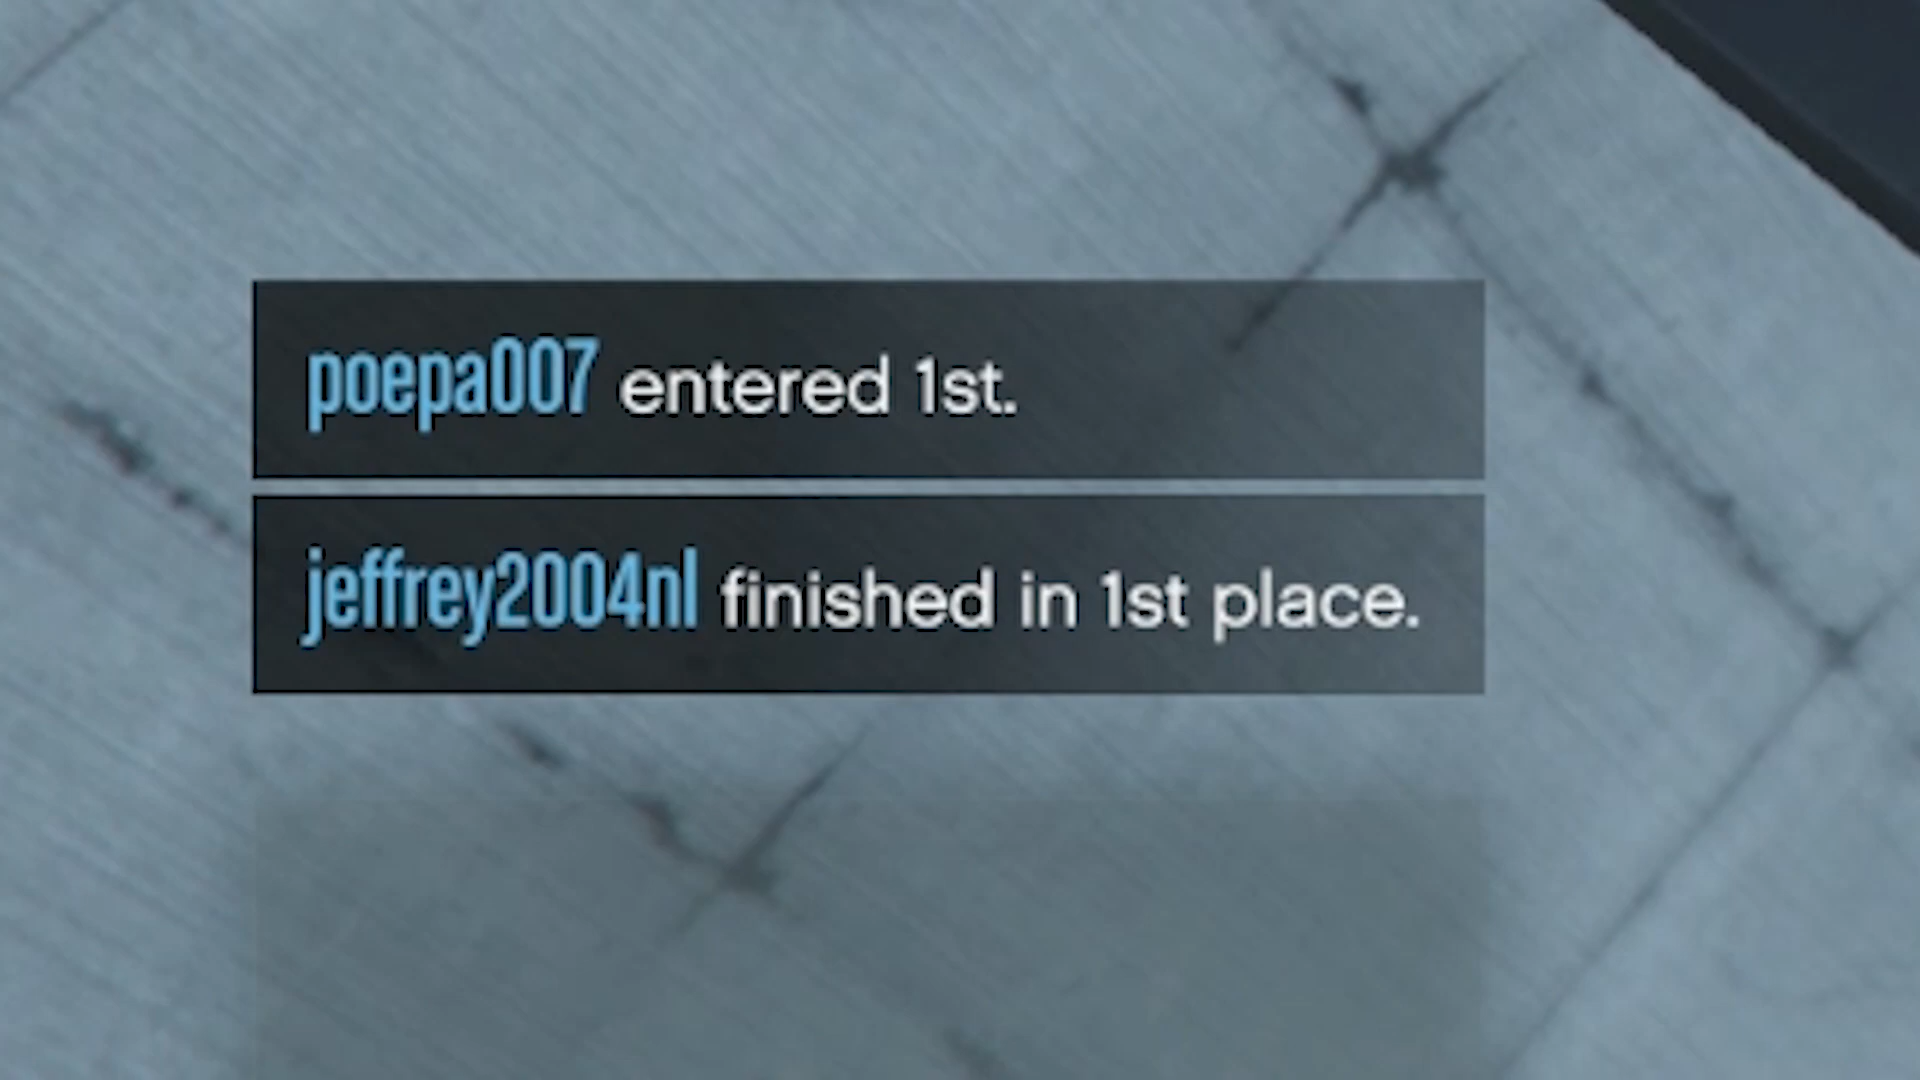 poepa007 entered 1st.
jeffrey2004nl finished in 1st place.